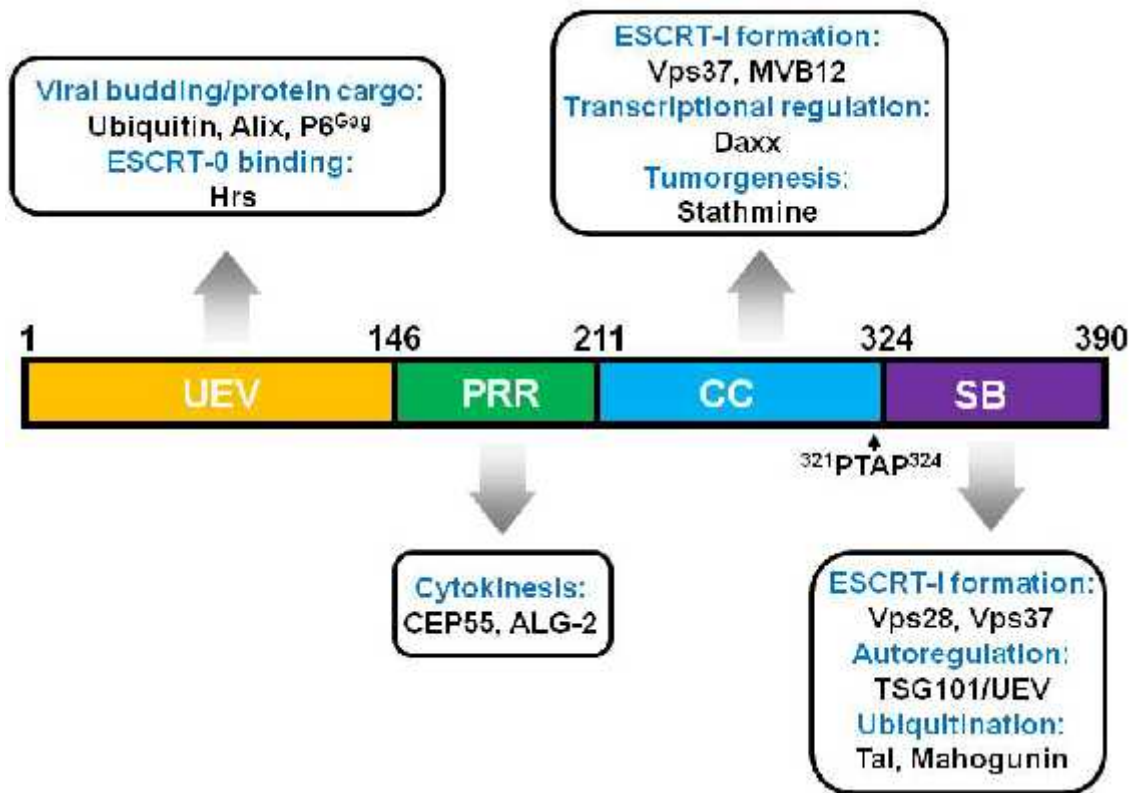 Viral budding/protein cargo:
Ubiquitin, Alix, P6Gag
ESCRT-0 binding:
Hrs
ESCRT-I formation:
Vps37, MVB12
Transcriptional regulation:
Daxx
Tumorgenesis:
Stathmine
1 146 211 324 390
UEV PRR CC SB
321PTAP324
Cytokinesis:
CEP55, ALG-2
ESCRT-I formation:
Vps28, Vps37
Autoregulation:
TSG101/UEV
Ubiquitination:
Tal, Mahogunin